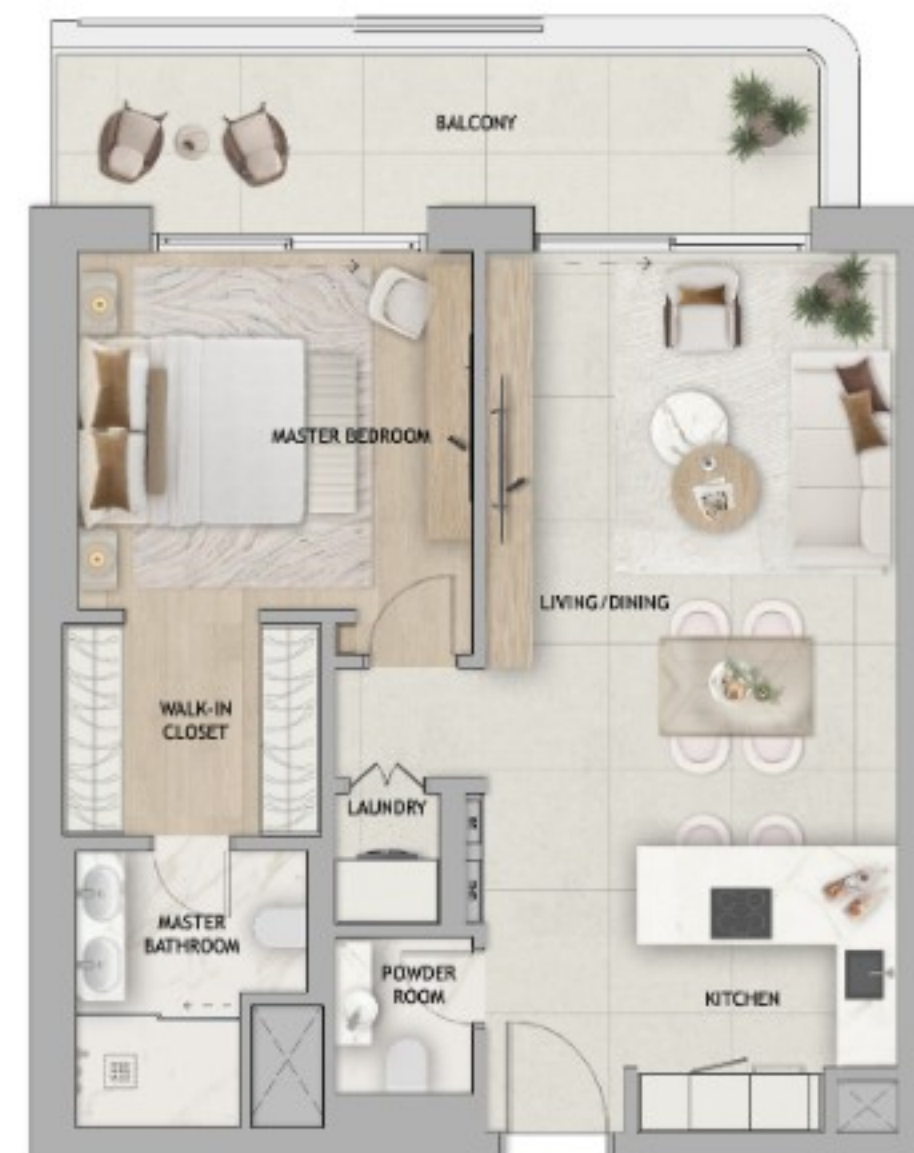 BALCONY
MASTER BEDROOM
LIVING/DINING
WALK-IN
CLOSET
LAUNDRY
MASTER
BATHROOM
POWDER
ROOM
KITCHEN